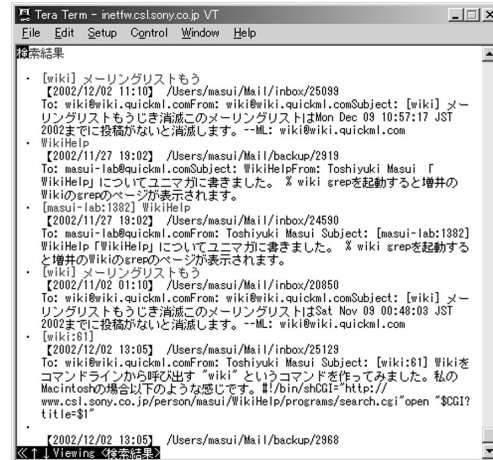 Tera Term - inetfw.csl.sony.co.jp VT
File Edit Setup Control Window Help
検索結果
・ [wiki] メーリングリストもう
【2002/12/02 11:10】 /Users/masui/Mail/inbox/25099
To: wiki@wiki.quickml.comFrom: wiki@wiki.quickml.comSubject: [wiki] メー
リングリストもうじき消滅このメーリングリストはMon Dec 09 10:57:17 JST
2002までに投稿がないと消滅します。--ML: wiki@wiki.quickml.com
・ WikiHelp
【2002/11/27 19:02】 /Users/masui/Mail/backup/2919
To: masui-lab@quickml.comSubject: WikiHelpFrom: Toshiyuki Masui 「
WikiHelp」についてユニマガに書きました。 % wiki grepを起動すると増井の
Wikiのgrepのページが表示されます。
・ [masui-lab:1382] WikiHelp
【2002/11/27 19:02】 /Users/masui/Mail/inbox/24590
To: masui-lab@quickml.comFrom: Toshiyuki Masui Subject: [masui-lab:1382]
WikiHelp「WikiHelp」についてユニマガに書きました。 % wiki grepを起動する
と増井のWikiのgrepのページが表示されます。
・ [wiki] メーリングリストもう
【2002/11/02 01:10】 /Users/masui/Mail/inbox/20850
To: wiki@wiki.quickml.comFrom: wiki@wiki.quickml.comSubject: [wiki] メー
リングリストもうじき消滅このメーリングリストはSat Nov 09 00:48:03 JST
2002までに投稿がないと消滅します。--ML: wiki@wiki.quickml.com
・ [wiki:61]
【2002/12/02 13:05】 /Users/masui/Mail/inbox/25129
To: wiki@wiki.quickml.comFrom: Toshiyuki Masui Subject: [wiki:61] Wikiを
コマンドラインから呼び出す "wiki" というコマンドを作ってみました。私の
Macintoshの場合以下のような感じです。#!/bin/shCGI="http://
www.csl.sony.co.jp/person/masui/WikiHelp/programs/search.cgi"open "$CGI?
title=$1"
・
【2002/12/02 13:05】 /Users/masui/Mail/backup/2968
≪↑↓Viewing <検索結果>